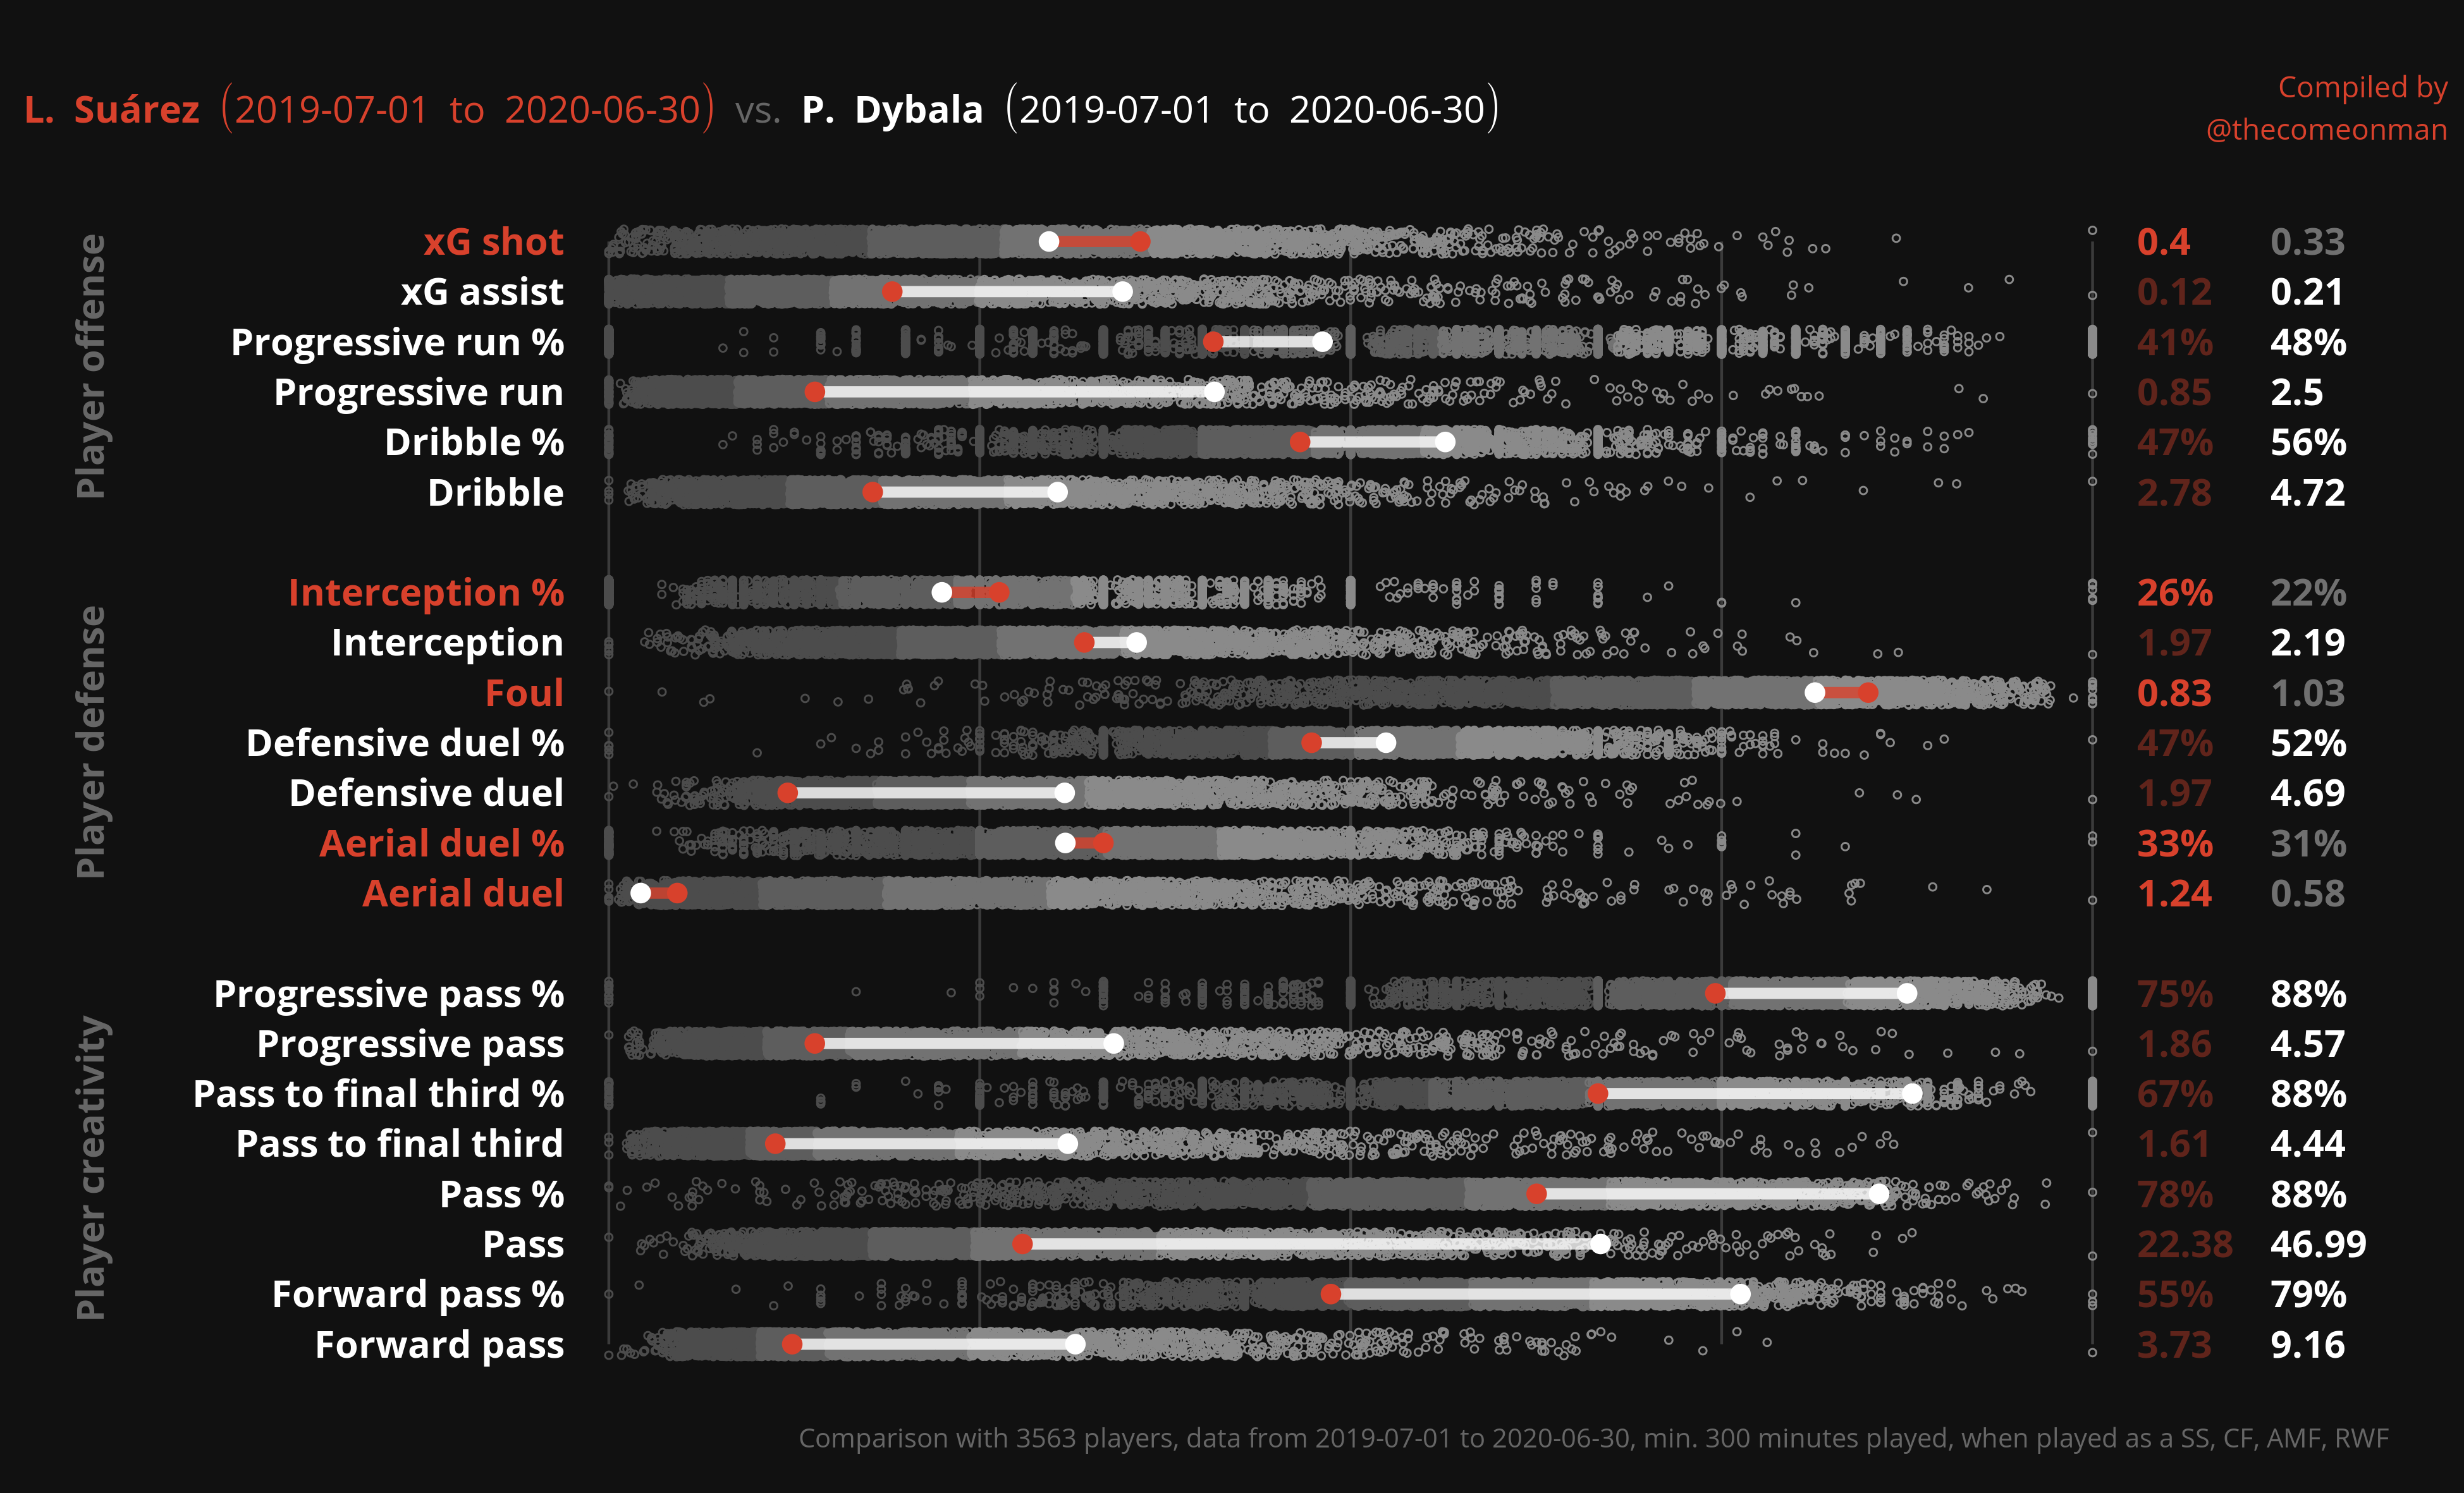 L. Suárez (2019-07-01 to 2020-06-30) vs. P. Dybala (2019-07-01 to 2020-06-30)
Compiled by
@thecomeonman
Player offense
xG shot 0.4 0.33
xG assist 0.12 0.21
Progressive run % 41% 48%
Progressive run 0.85 2.5
Dribble % 47% 56%
Dribble 2.78 4.72
Player defense
Interception % 26% 22%
Interception 1.97 2.19
Foul 0.83 1.03
Defensive duel % 47% 52%
Defensive duel 1.97 4.69
Aerial duel % 33% 31%
Aerial duel 1.24 0.58
Player creativity
Progressive pass % 75% 88%
Progressive pass 1.86 4.57
Pass to final third % 67% 88%
Pass to final third 1.61 4.44
Pass % 78% 88%
Pass 22.38 46.99
Forward pass % 55% 79%
Forward pass 3.73 9.16
Comparison with 3563 players, data from 2019-07-01 to 2020-06-30, min. 300 minutes played, when played as a SS, CF, AMF, RWF